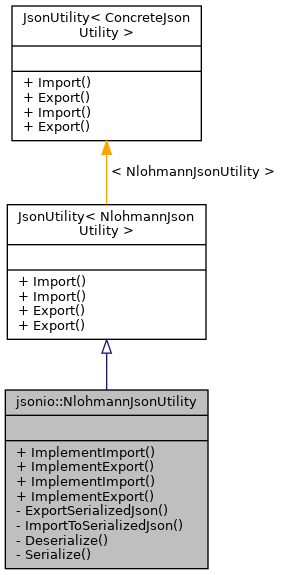 JsonUtility< ConcreteJson
Utility >
+ Import()
+ Export()
+ Import()
+ Export()
< NlohmannJsonUtility >
JsonUtility< NlohmannJson
Utility >
+ Import()
+ Import()
+ Export()
+ Export()
jsonio::NlohmannJsonUtility
+ ImplementImport()
+ ImplementExport()
+ ImplementImport()
+ ImplementExport()
- ExportSerializedJson()
- ImportToSerializedJson()
- Deserialize()
- Serialize()